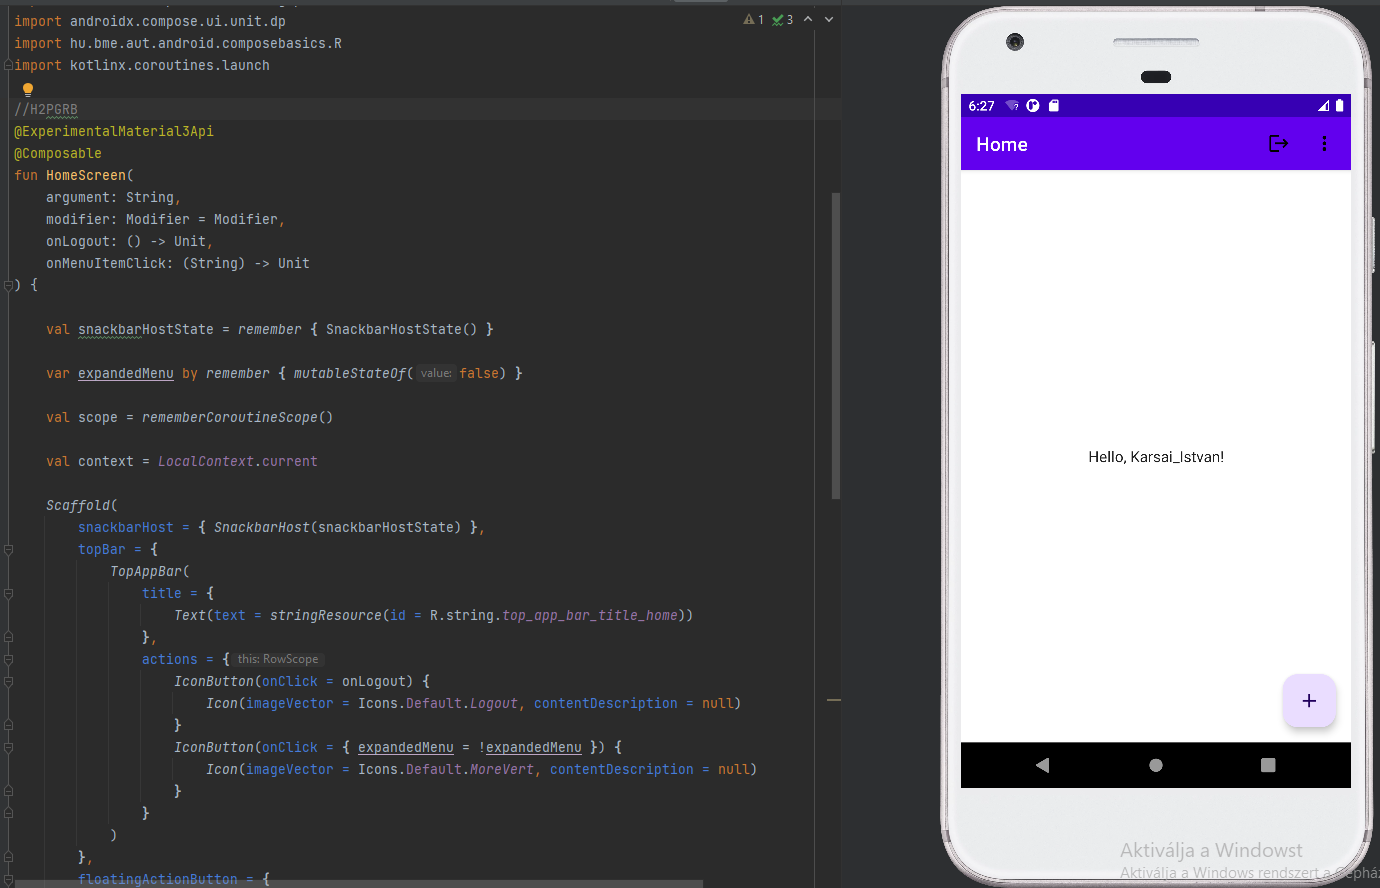 import androidx.compose.ui.unit.dp
import hu.bme.aut.android.composebasics.R
import kotlinx.coroutines.launch
//H2PGRB
@ExperimentalMaterial3Api
@Composable
fun HomeScreen(
argument: String,
modifier: Modifier = Modifier,
onLogout: () -> Unit,
onMenuItemClick: (String) -> Unit
) {
val snackbarHostState = remember { SnackbarHostState() }
var expandedMenu by remember { mutableStateOf( value: false) }
val scope = rememberCoroutineScope()
val context = LocalContext.current
Scaffold(
snackbarHost = { SnackbarHost(snackbarHostState) },
topBar = {
TopAppBar(
title = {
Text(text = stringResource(id = R.string.top_app_bar_title_home))
},
actions = { this: RowScope
IconButton(onClick = onLogout) {
Icon(imageVector = Icons.Default.Logout, contentDescription = null)
}
IconButton(onClick = { expandedMenu = !expandedMenu }) {
Icon(imageVector = Icons.Default.MoreVert, contentDescription = null)
}
}
)
},
floatingActionButton = {
1 3
6:27
Home
Hello, Karsai_Istvan!
Aktiválja a Windowst
Aktiválja a Windows rendszert a Gépház